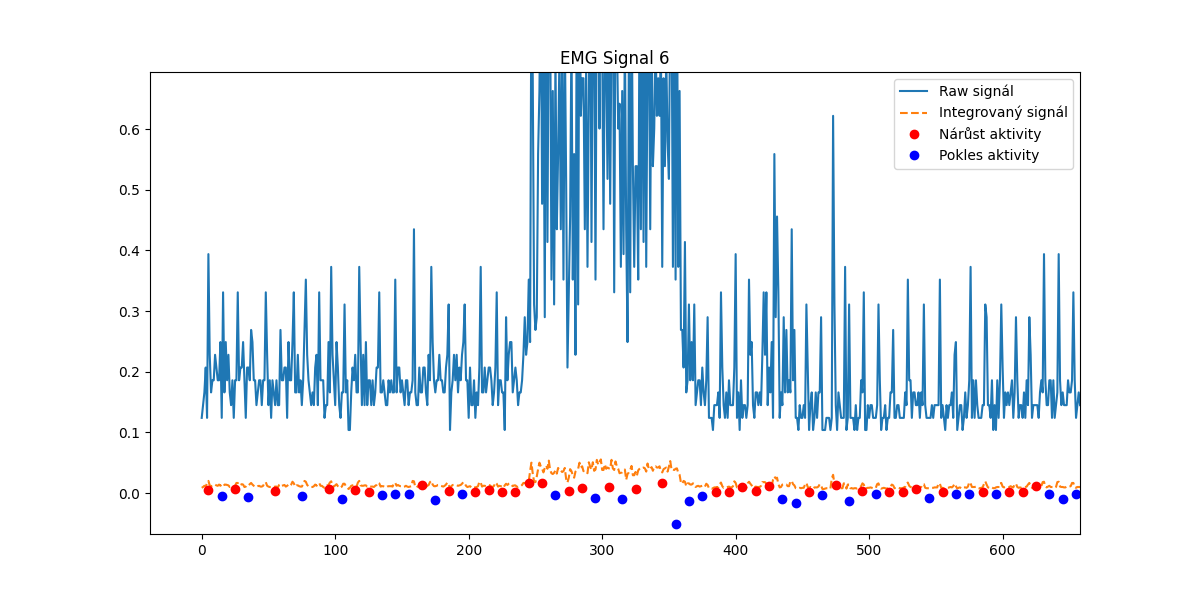 EMG Signal 6
Raw signál
Integrovaný signál
Nárůst aktivity
Pokles aktivity
0.6
0.5
0.4
0.3
0.2
0.1
0.0
0 100 200 300 400 500 600